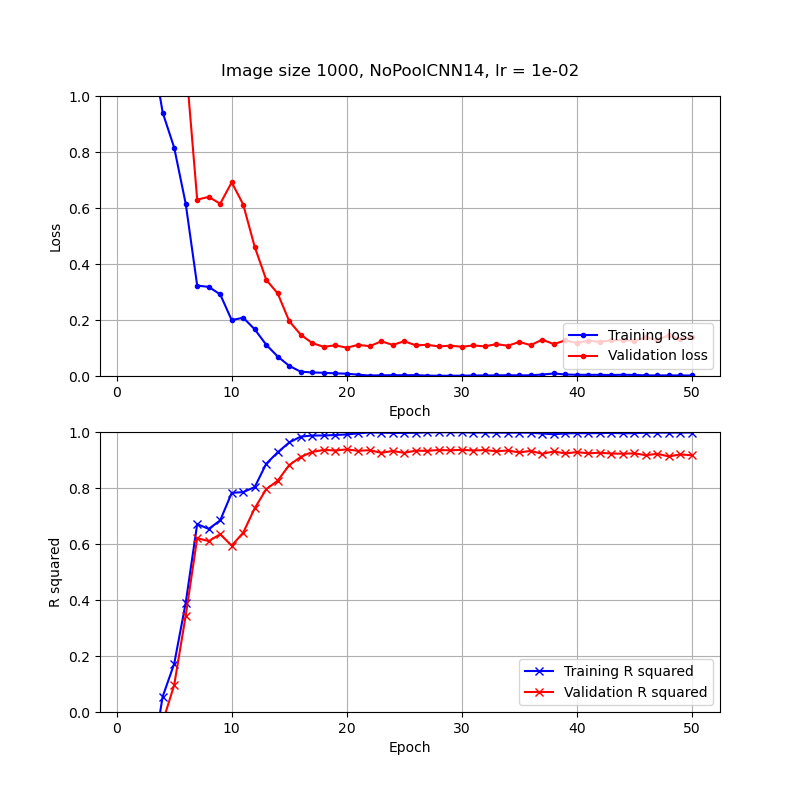 Image size 1000, NoPoolCNN14, lr = 1e-02
1.0
0.8
0.6
0.4
0.2
0.0
Loss
Training loss
Validation loss
0 10 20 30 40 50
Epoch
1.0
0.8
0.6
0.4
0.2
0.0
R squared
Training R squared
Validation R squared
0 10 20 30 40 50
Epoch